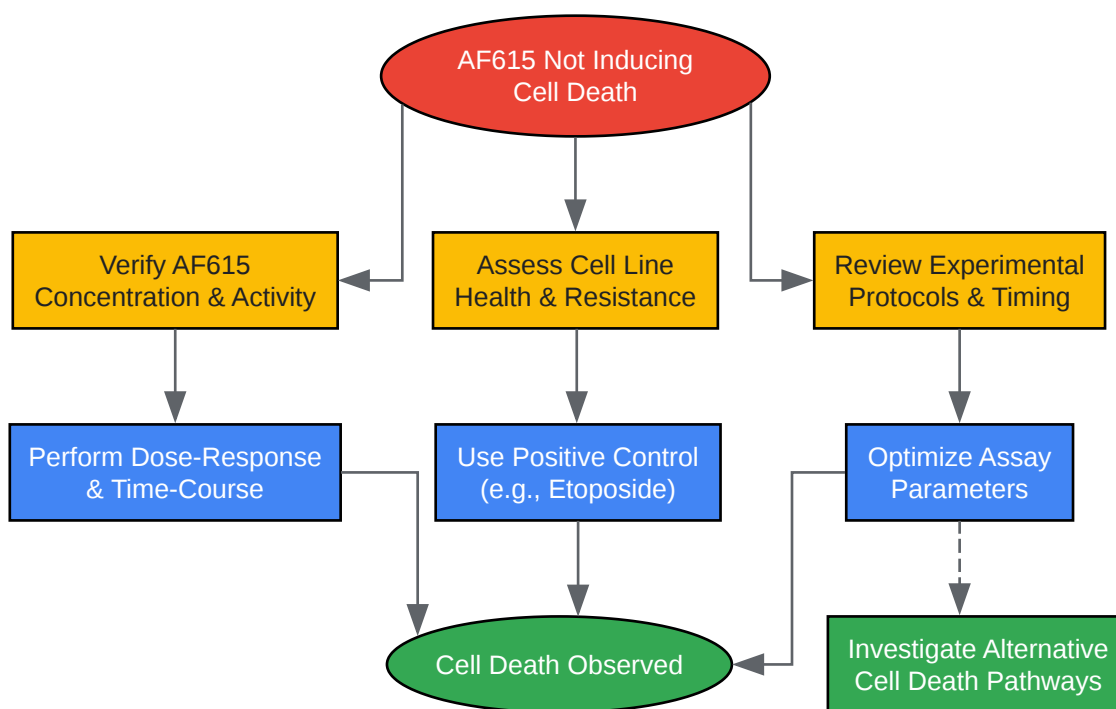 AF615 Not Inducing
Cell Death
Verify AF615
Concentration & Activity
Assess Cell Line
Health & Resistance
Review Experimental
Protocols & Timing
Perform Dose-Response
& Time-Course
Use Positive Control
(e.g., Etoposide)
Optimize Assay
Parameters
Cell Death Observed
Investigate Alternative
Cell Death Pathways